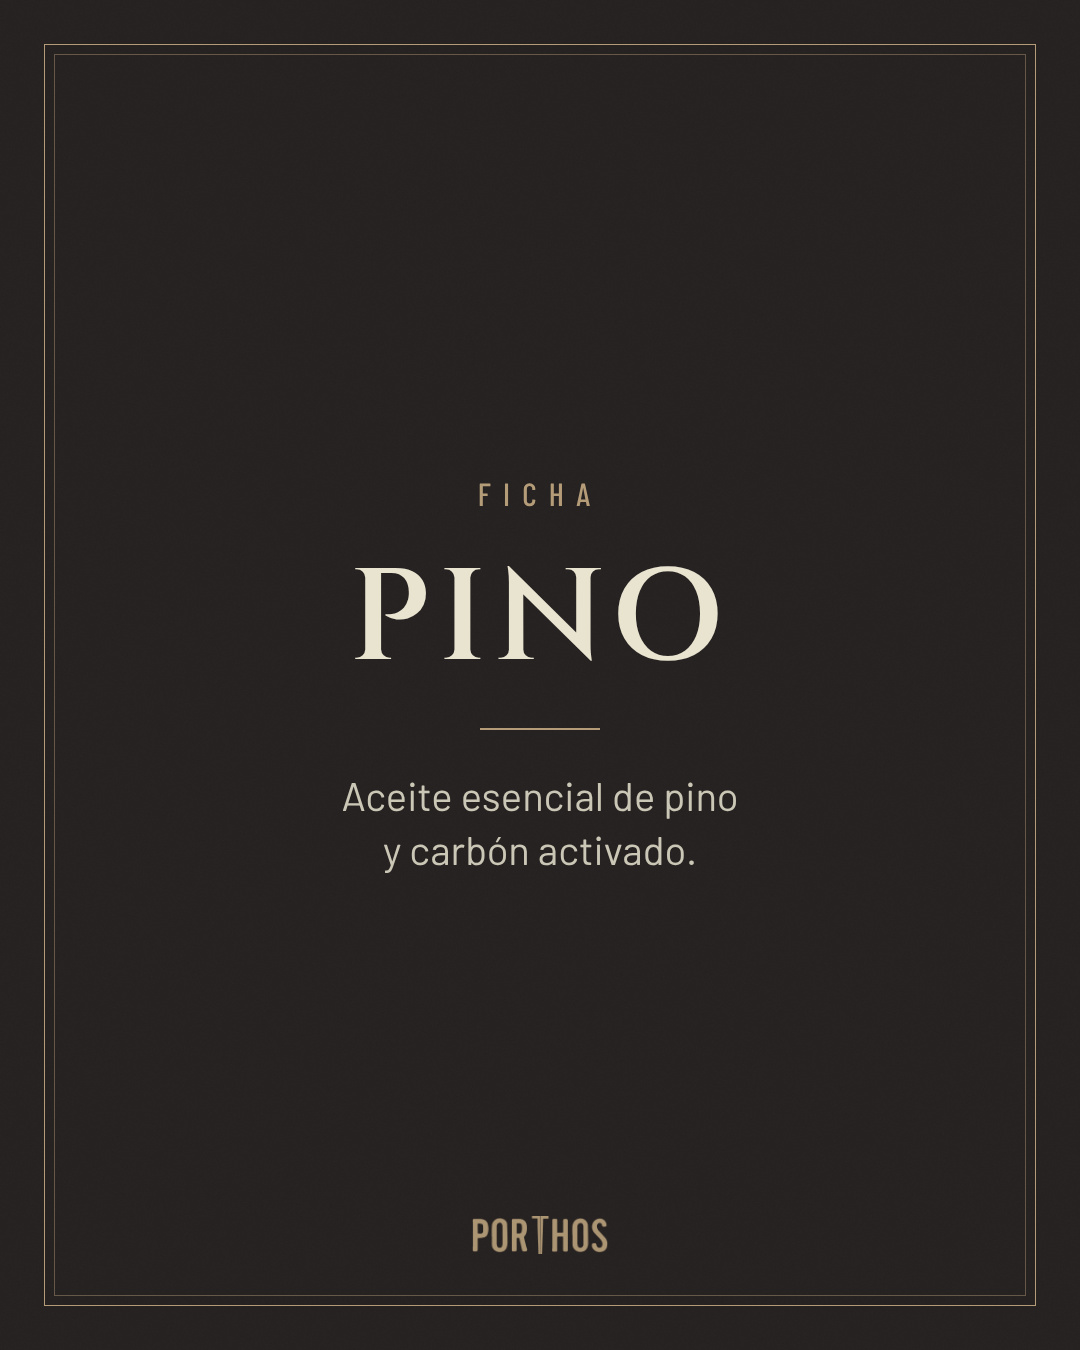 FICHA
PINO
Aceite esencial de pino
y carbón activado.
PORTHOS